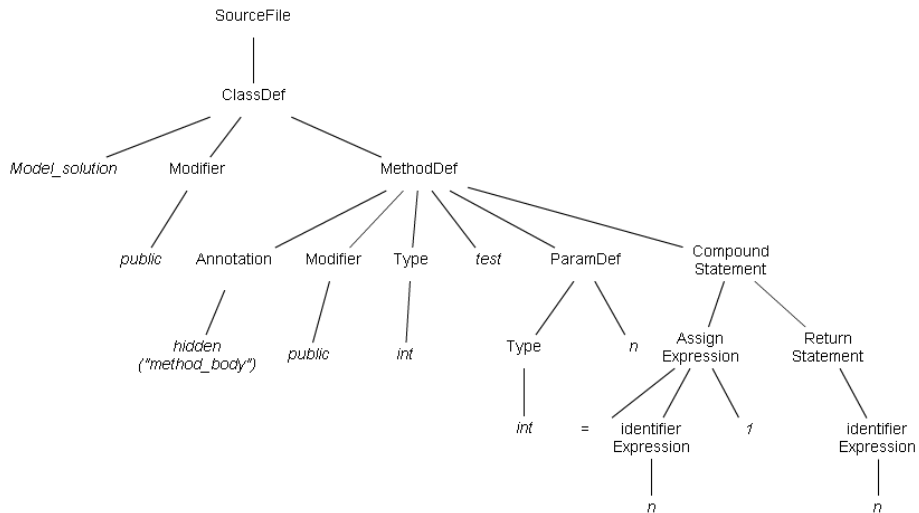 SourceFile
ClassDef
Model_solution
Modifier
MethodDef
public
Annotation
Modifier
Type
test
ParamDef
Compound
Statement
hidden
("method_body")
public
int
Type
n
Assign
Expression
Return
Statement
int
=
identifier
Expression
1
identifier
Expression
n
n